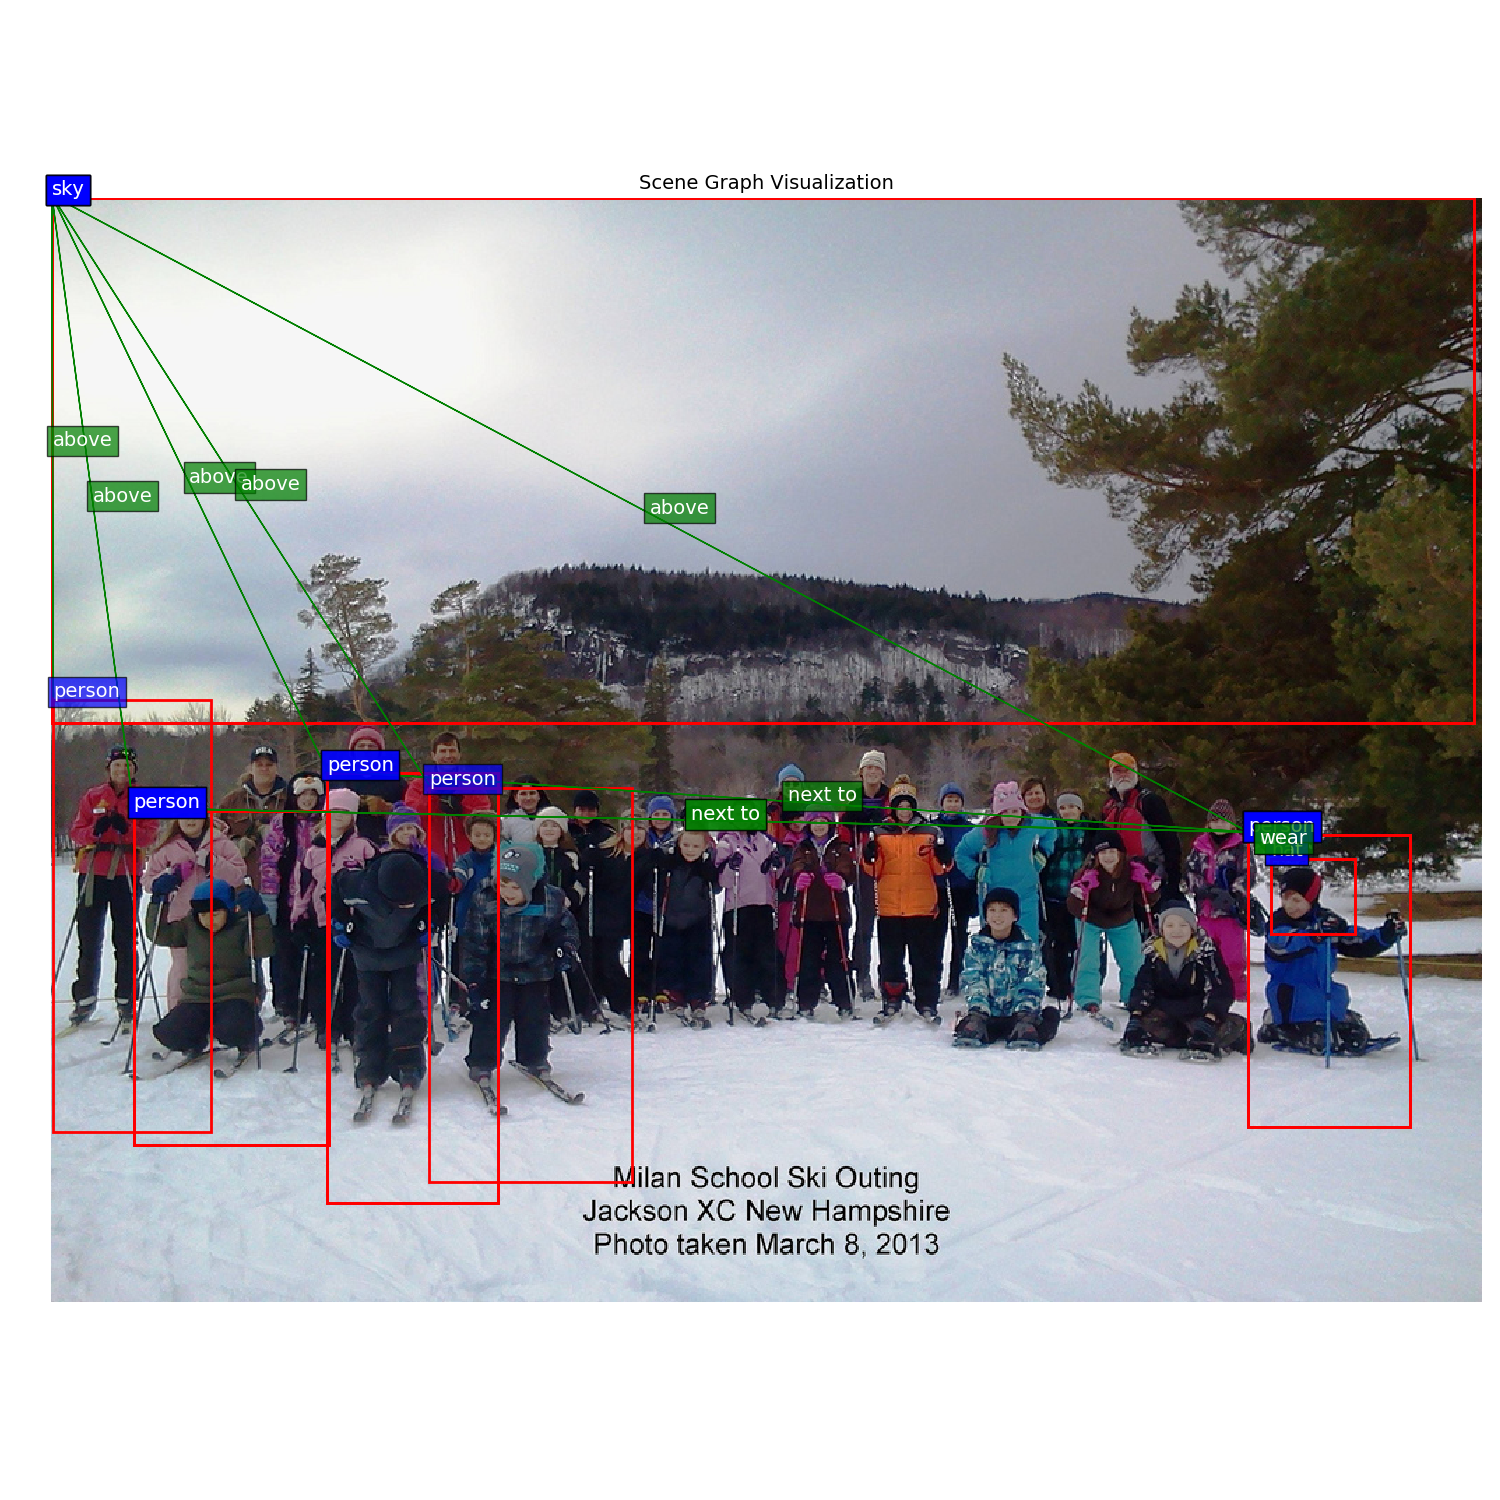 Scene Graph Visualization
sky
above
above
above
above
above
person
person
person
person
next to
next to
person
wear
Milan School Ski Outing
Jackson XC New Hampshire
Photo taken March 8, 2013